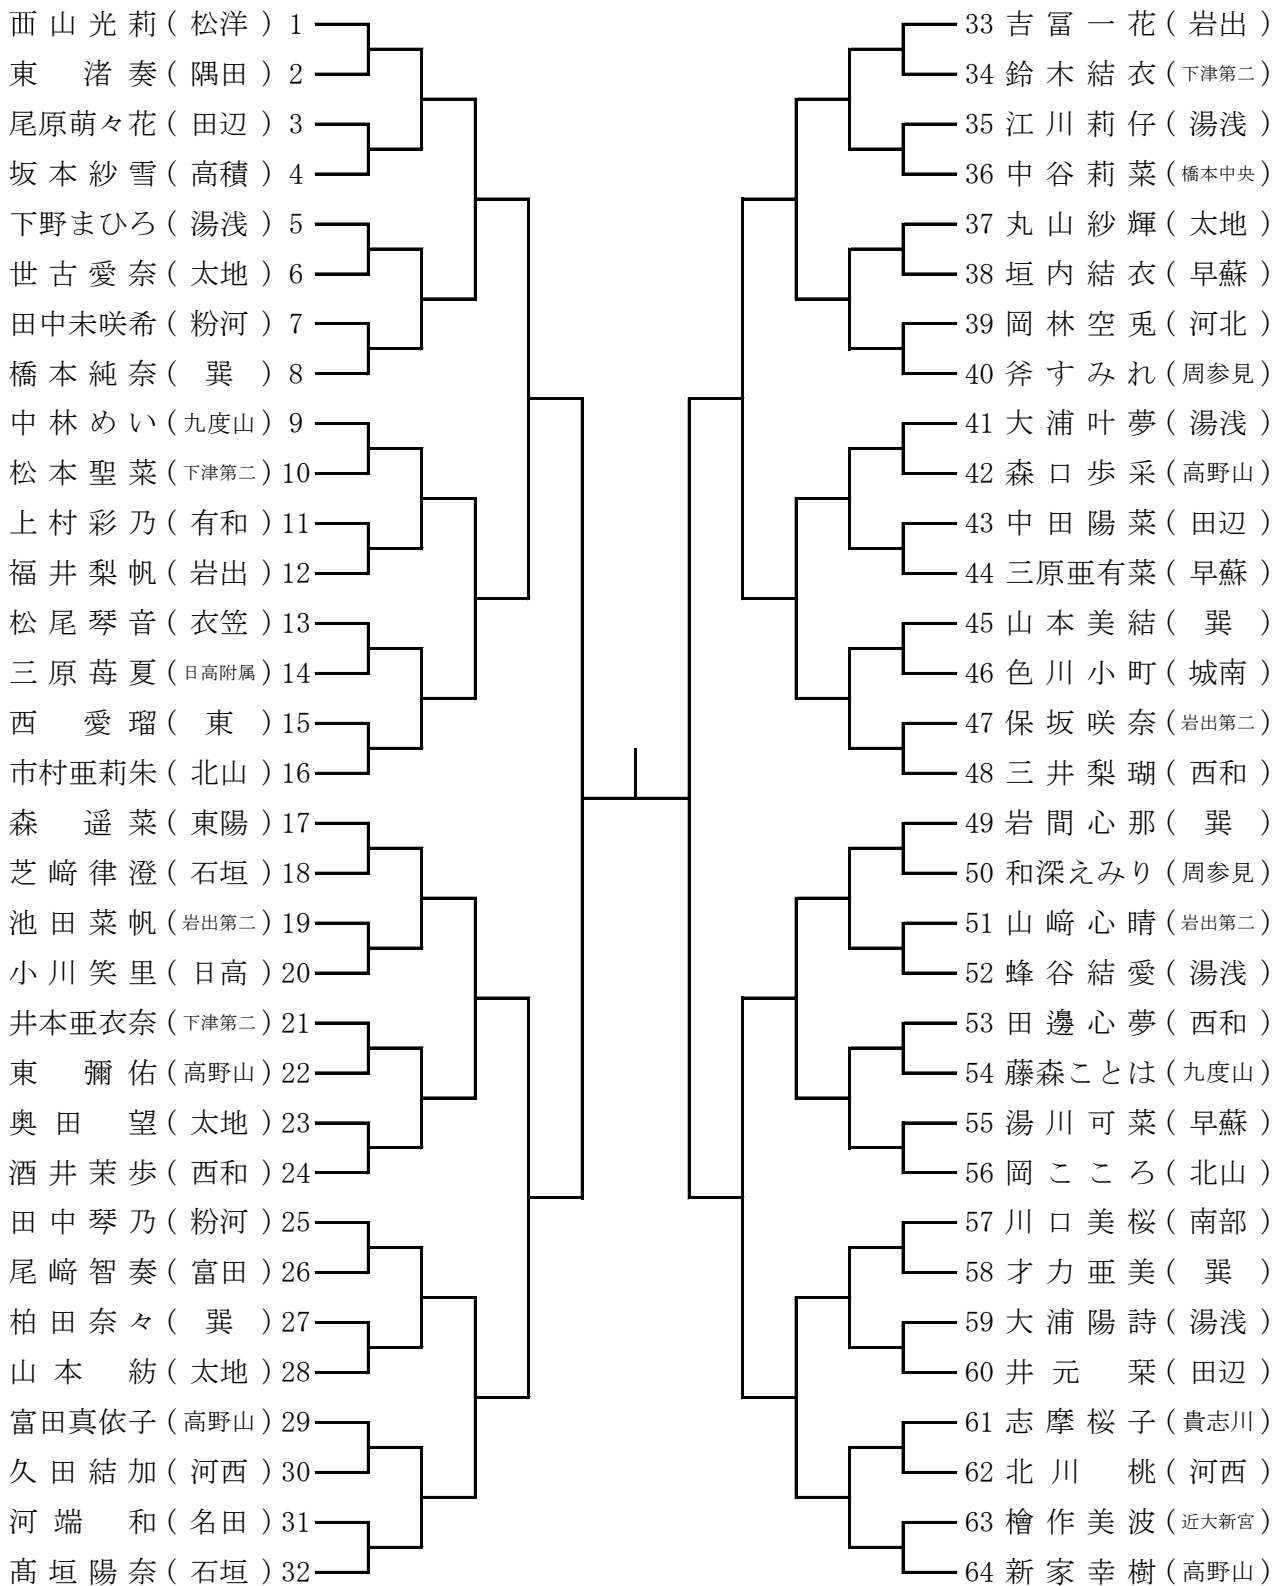 西山光莉(松洋)1
東　渚奏(隅田)2
尾原萌々花(田辺)3
坂本紗雪(高積)4
下野まひろ(湯浅)5
世古愛奈(太地)6
田中未咲希(粉河)7
橋本純奈(巽)8
中林めい(九度山)9
松本聖菜(下津第二)10
上村彩乃(有和)11
福井梨帆(岩出)12
松尾琴音(衣笠)13
三原苺夏(日高附属)14
西　愛瑠(東)15
市村亜莉朱(北山)16
森　遥菜(東陽)17
芝﨑律澄(石垣)18
池田菜帆(岩出第二)19
小川笑里(日高)20
井本亜衣奈(下津第二)21
東　彌佑(高野山)22
奥田　望(太地)23
酒井茉歩(西和)24
田中琴乃(粉河)25
尾﨑智奏(富田)26
柏田奈々(巽)27
山本　紡(太地)28
富田真依子(高野山)29
久田結加(河西)30
河端　和(名田)31
髙垣陽奈(石垣)32
33 吉冨一花(岩出)
34 鈴木結衣(下津第二)
35 江川莉仔(湯浅)
36 中谷莉菜(橋本中央)
37 丸山紗輝(太地)
38 垣内結衣(早蘇)
39 岡林空兎(河北)
40 斧すみれ(周参見)
41 大浦叶夢(湯浅)
42 森口歩采(高野山)
43 中田陽菜(田辺)
44 三原亜有菜(早蘇)
45 山本美結(巽)
46 色川小町(城南)
47 保坂咲奈(岩出第二)
48 三井梨瑚(西和)
49 岩間心那(巽)
50 和深えみり(周参見)
51 山﨑心晴(岩出第二)
52 蜂谷結愛(湯浅)
53 田邊心夢(西和)
54 藤森ことは(九度山)
55 湯川可菜(早蘇)
56 岡こころ(北山)
57 川口美桜(南部)
58 才力亜美(巽)
59 大浦陽詩(湯浅)
60 井元　栞(田辺)
61 志摩桜子(貴志川)
62 北川　桃(河西)
63 檜作美波(近大新宮)
64 新家幸樹(高野山)